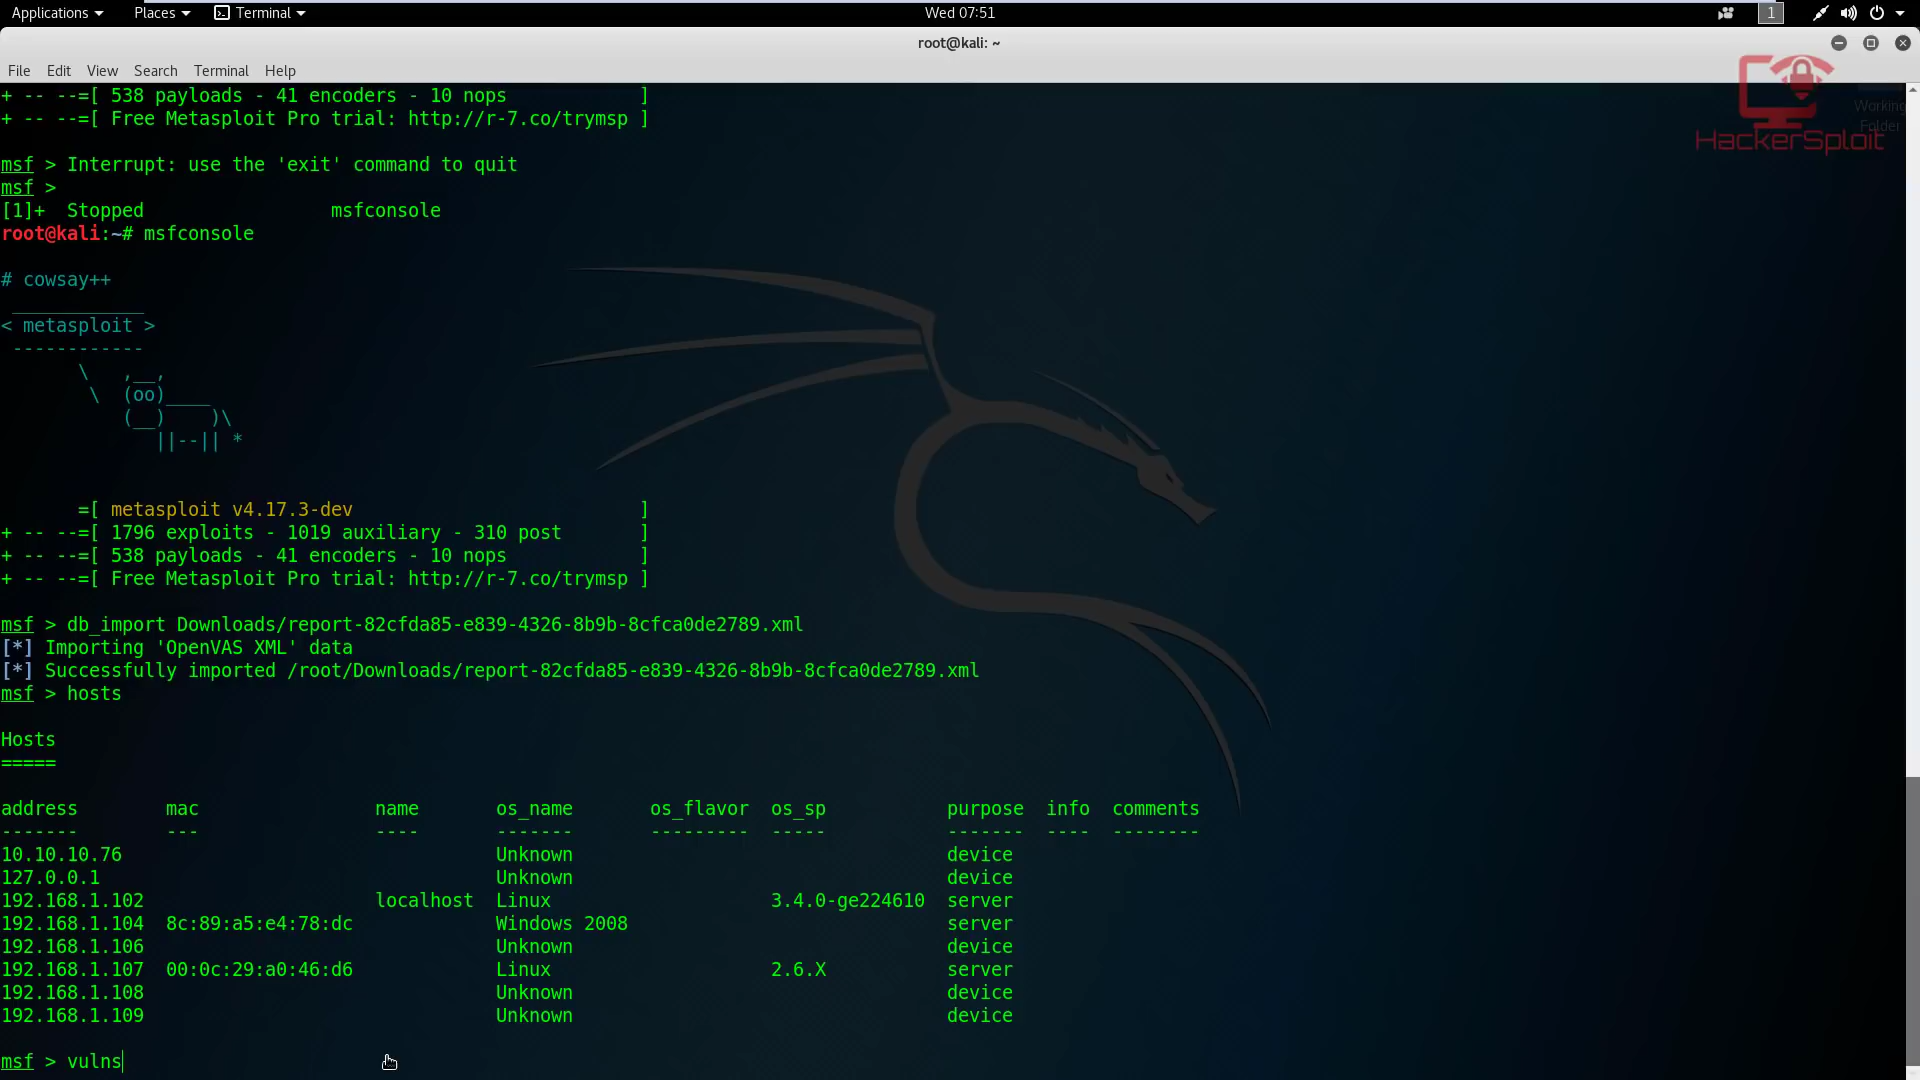 Applications Places Terminal Wed 07:51 1
root@kali: ~
File Edit View Search Terminal Help
+ -- --=[ 538 payloads - 41 encoders - 10 nops ]
+ -- --=[ Free Metasploit Pro trial: http://r-7.co/trymsp ]
Working
Folder
HackerSploit
msf > Interrupt: use the 'exit' command to quit
msf >
[1]+ Stopped msfconsole
root@kali:~# msfconsole
# cowsay++
____________
< metasploit >
------------
\ ,__,
\ (oo)____
(__) )\
||--|| *
=[ metasploit v4.17.3-dev ]
+ -- --=[ 1796 exploits - 1019 auxiliary - 310 post ]
+ -- --=[ 538 payloads - 41 encoders - 10 nops ]
+ -- --=[ Free Metasploit Pro trial: http://r-7.co/trymsp ]
msf > db_import Downloads/report-82cfda85-e839-4326-8b9b-8cfca0de2789.xml
[*] Importing 'OpenVAS XML' data
[*] Successfully imported /root/Downloads/report-82cfda85-e839-4326-8b9b-8cfca0de2789.xml
msf > hosts
Hosts
=====
address mac name os_name os_flavor os_sp purpose info comments
------- --- ---- ------- --------- ----- ------- ---- --------
10.10.10.76 Unknown device
127.0.0.1 Unknown device
192.168.1.102 localhost Linux 3.4.0-ge224610 server
192.168.1.104 8c:89:a5:e4:78:dc Windows 2008 server
192.168.1.106 Unknown device
192.168.1.107 00:0c:29:a0:46:d6 Linux 2.6.X server
192.168.1.108 Unknown device
192.168.1.109 Unknown device
msf > vulns